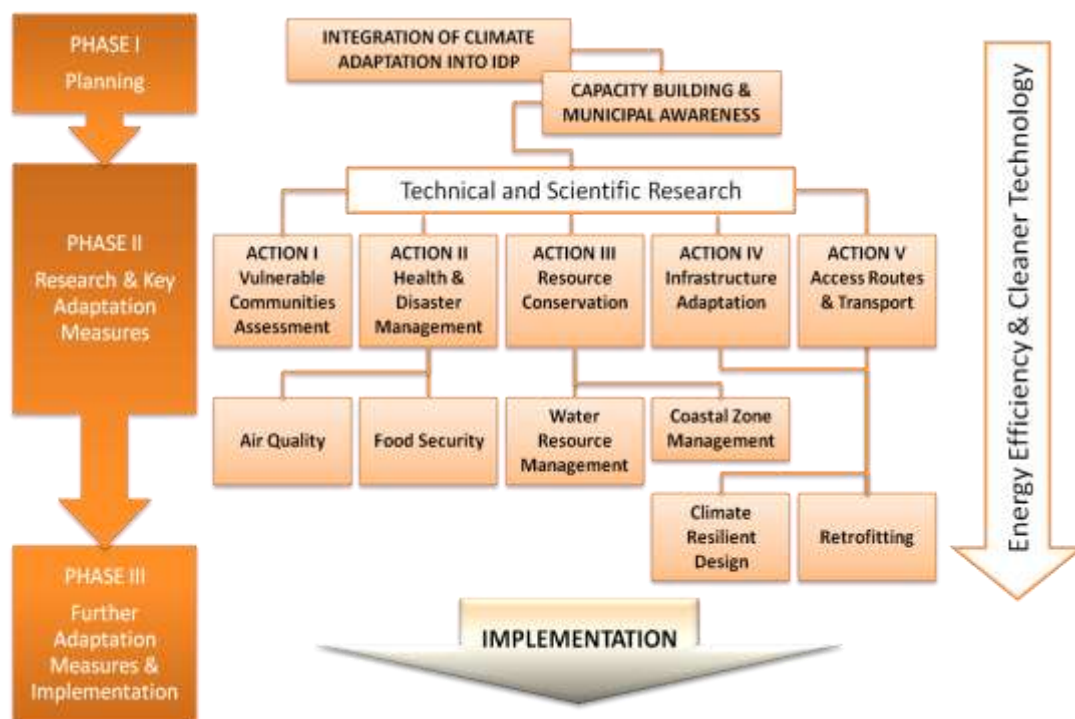 PHASE I
Planning
INTEGRATION OF CLIMATE
ADAPTATION INTO IDP
CAPACITY BUILDING &
MUNICIPAL AWARENESS
Technical and Scientific Research
PHASE II
Research & Key
Adaptation
Measures
ACTION I
Vulnerable
Communities
Assessment
ACTION II
Health &
Disaster
Management
ACTION III
Resource
Conservation
ACTION IV
Infrastructure
Adaptation
ACTION V
Access Routes
& Transport
Air Quality
Food Security
Water
Resource
Management
Coastal Zone
Management
Climate
Resilient
Design
Retrofitting
PHASE III
Further
Adaptation
Measures &
Implementation
IMPLEMENTATION
Energy Efficiency & Cleaner Technology